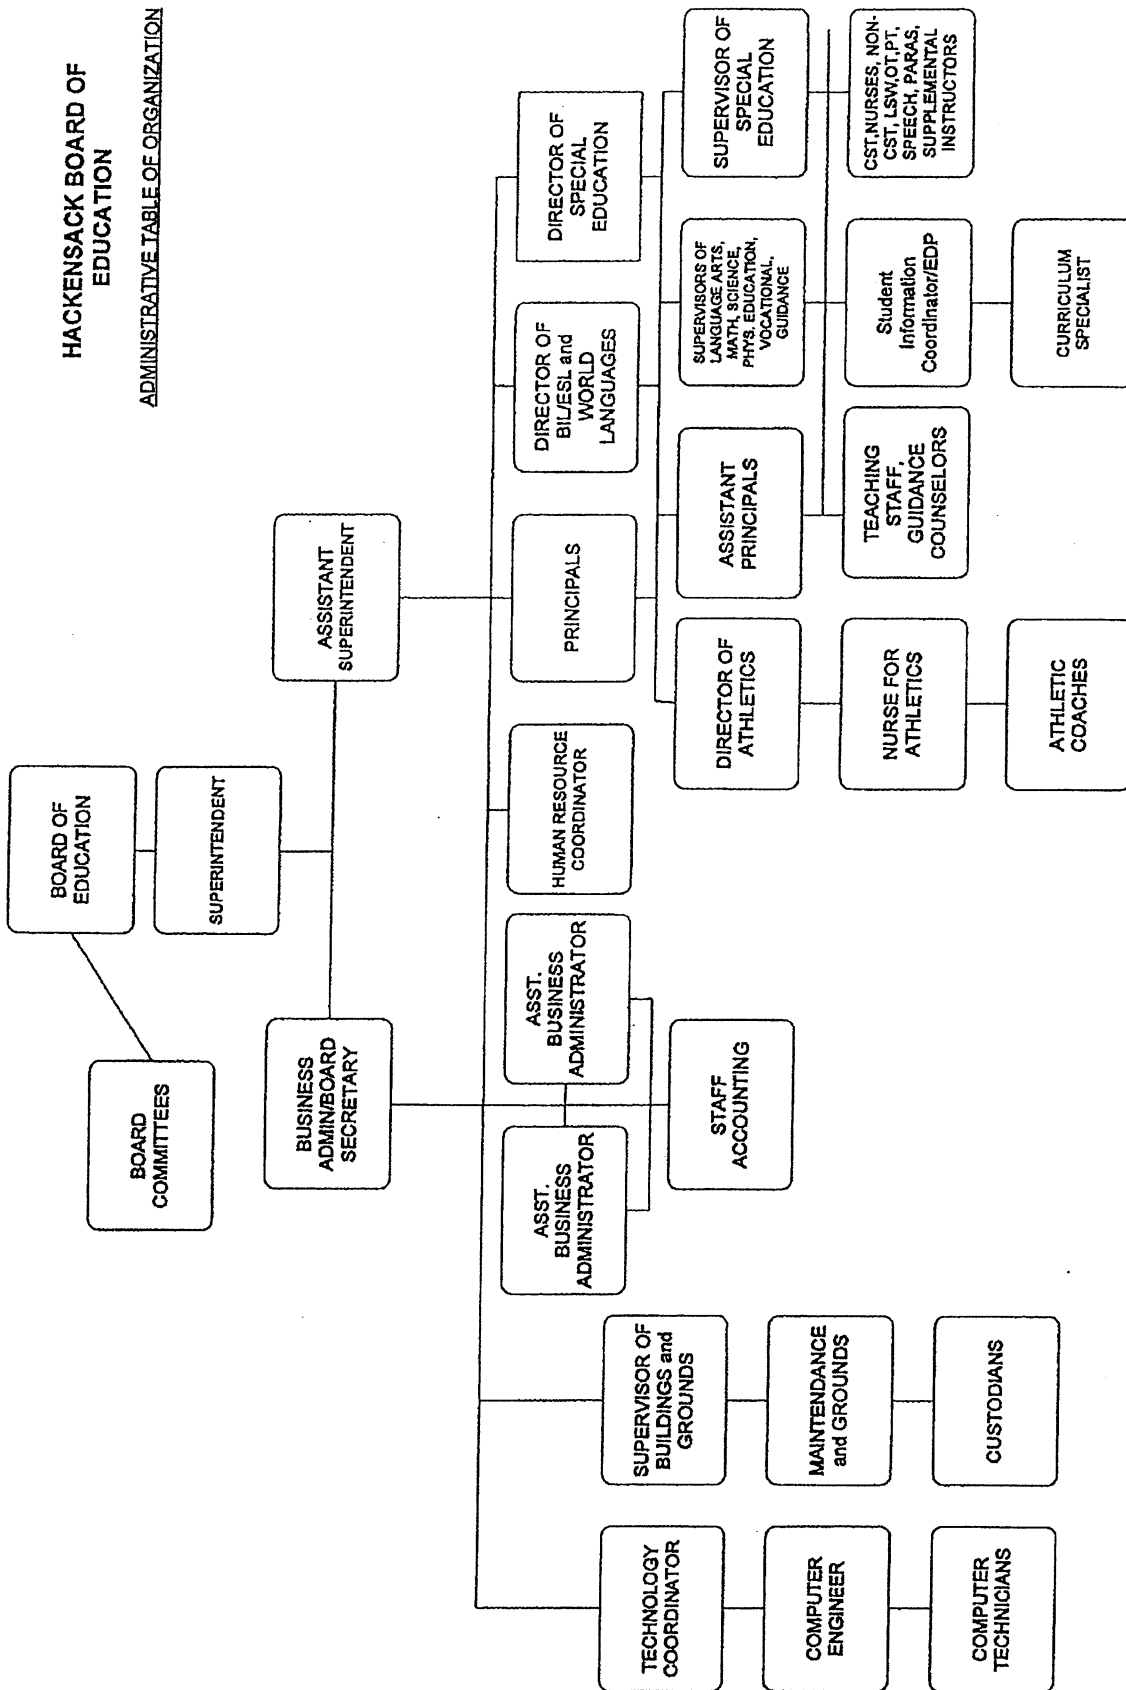 HACKENSACK BOARD OF
EDUCATION
ADMINISTRATIVE TABLE OF ORGANIZATION
BOARD OF
EDUCATION
BOARD
COMMITTEES
SUPERINTENDENT
BUSINESS
ADMIN/BOARD
SECRETARY
ASSISTANT
SUPERINTENDENT
ASST.
BUSINESS
ADMINISTRATOR
ASST.
BUSINESS
ADMINISTRATOR
HUMAN RESOURCE
COORDINATOR
PRINCIPALS
DIRECTOR OF
BIL/ESL and
WORLD
LANGUAGES
DIRECTOR OF
SPECIAL
EDUCATION
TECHNOLOGY
COORDINATOR
SUPERVISOR OF
BUILDINGS and
GROUNDS
STAFF
ACCOUNTING
DIRECTOR OF
ATHLETICS
ASSISTANT
PRINCIPALS
SUPERVISORS OF
LANGUAGE ARTS,
MATH, SCIENCE,
PHYS. EDUCATION,
VOCATIONAL,
GUIDANCE
SUPERVISOR OF
SPECIAL
EDUCATION
COMPUTER
ENGINEER
MAINTENDANCE
and GROUNDS
NURSE FOR
ATHLETICS
TEACHING
STAFF,
GUIDANCE
COUNSELORS
Student
Information
Coordinator/EDP
CST,NURSES, NON-
CST, LSW,OT,PT,
SPEECH, PARAS,
SUPPLEMENTAL
INSTRUCTORS
COMPUTER
TECHNICIANS
CUSTODIANS
ATHLETIC
COACHES
CURRICULUM
SPECIALIST